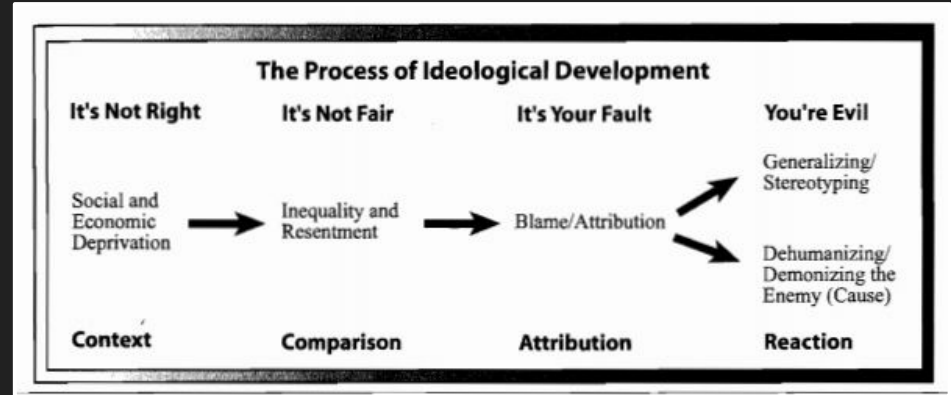 The Process of Ideological Development
It's Not Right
It's Not Fair
It's Your Fault
You're Evil
Social and
Economic
Deprivation
Inequality and
Resentment
Blame/Attribution
Generalizing/
Stereotyping
Dehumanizing/
Demonizing the
Enemy (Cause)
Context
Comparison
Attribution
Reaction